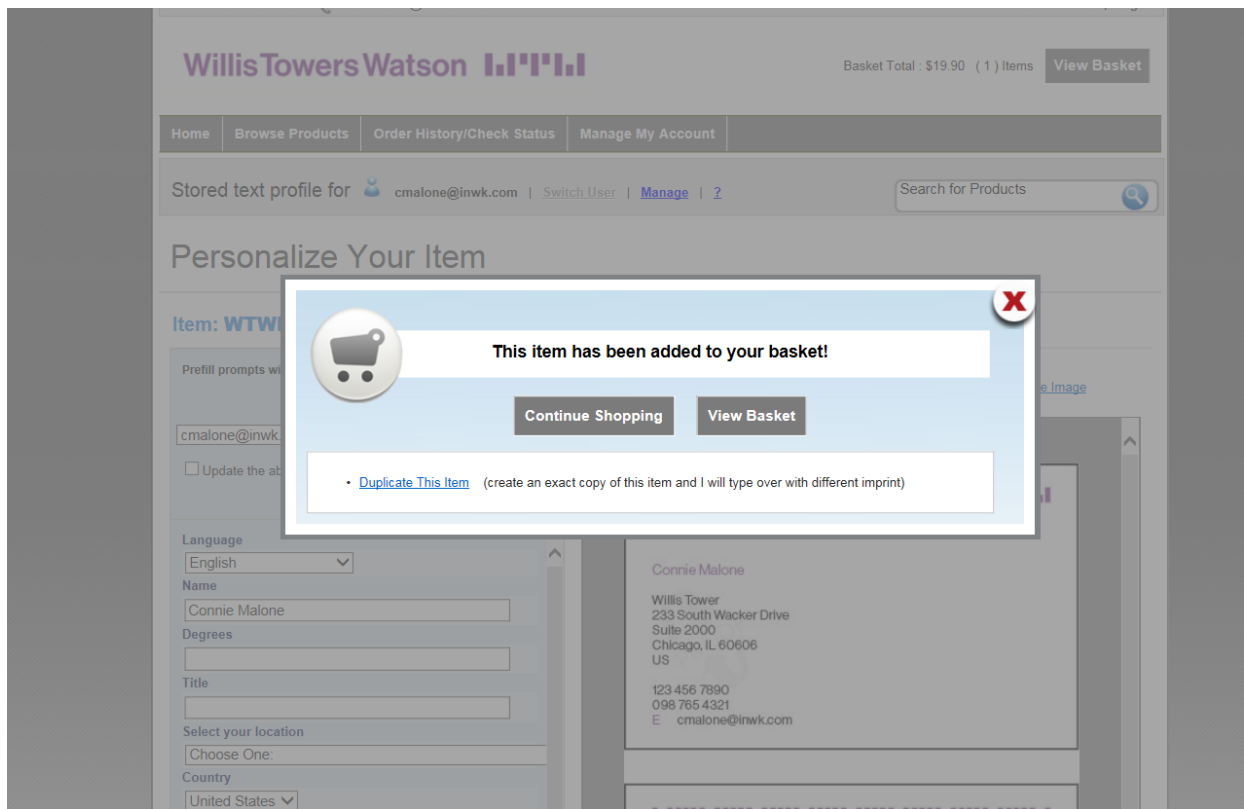 Willis Towers Watson
Basket Total : $19.90 ( 1 ) Items View Basket
Home Browse Products Order History/Check Status Manage My Account
Stored text profile for cmalone@inwk.com | Switch User | Manage | ?
Search for Products
Personalize Your Item
Item: WTW
X
This item has been added to your basket!
Continue Shopping View Basket
• Duplicate This Item (create an exact copy of this item and I will type over with different imprint)
Prefill prompts
Image
cmalone@inwk.
Update the
Language
English
Name
Connie Malone
Degrees
Title
Select your location
Choose One:
Country
United States
Connie Malone
Willis Tower
233 South Wacker Drive
Suite 2000
Chicago, IL 60606
US
123 456 7890
098 765 4321
E cmalone@inwk.com